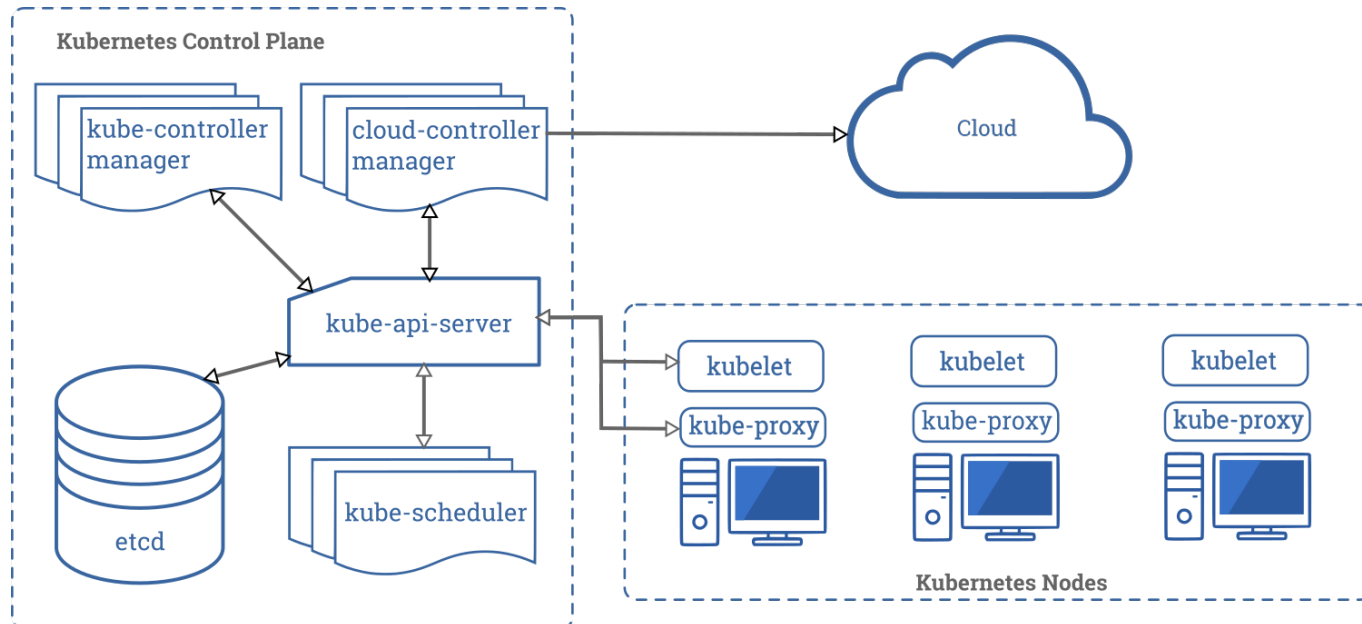 Kubernetes Control Plane
kube-controller
manager
cloud-controller
manager
Cloud
kube-api-server
etcd
kube-scheduler
kubelet
kube-proxy
kubelet
kube-proxy
kubelet
kube-proxy
Kubernetes Nodes